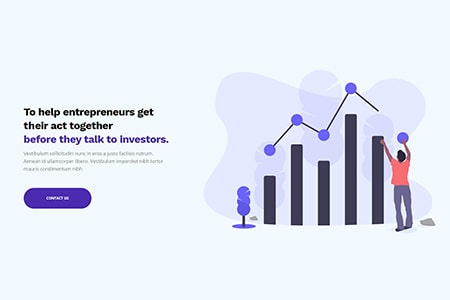 To help entrepreneurs get
their act together
before they talk to investors.
Vestibulum sollicitudin nunc in eros a justo facilisis rutrum.
Aenean id ullamcorper libero. Vestibulum imperdiet nibh tortor
mauris condimentum nibh
CONTACT US